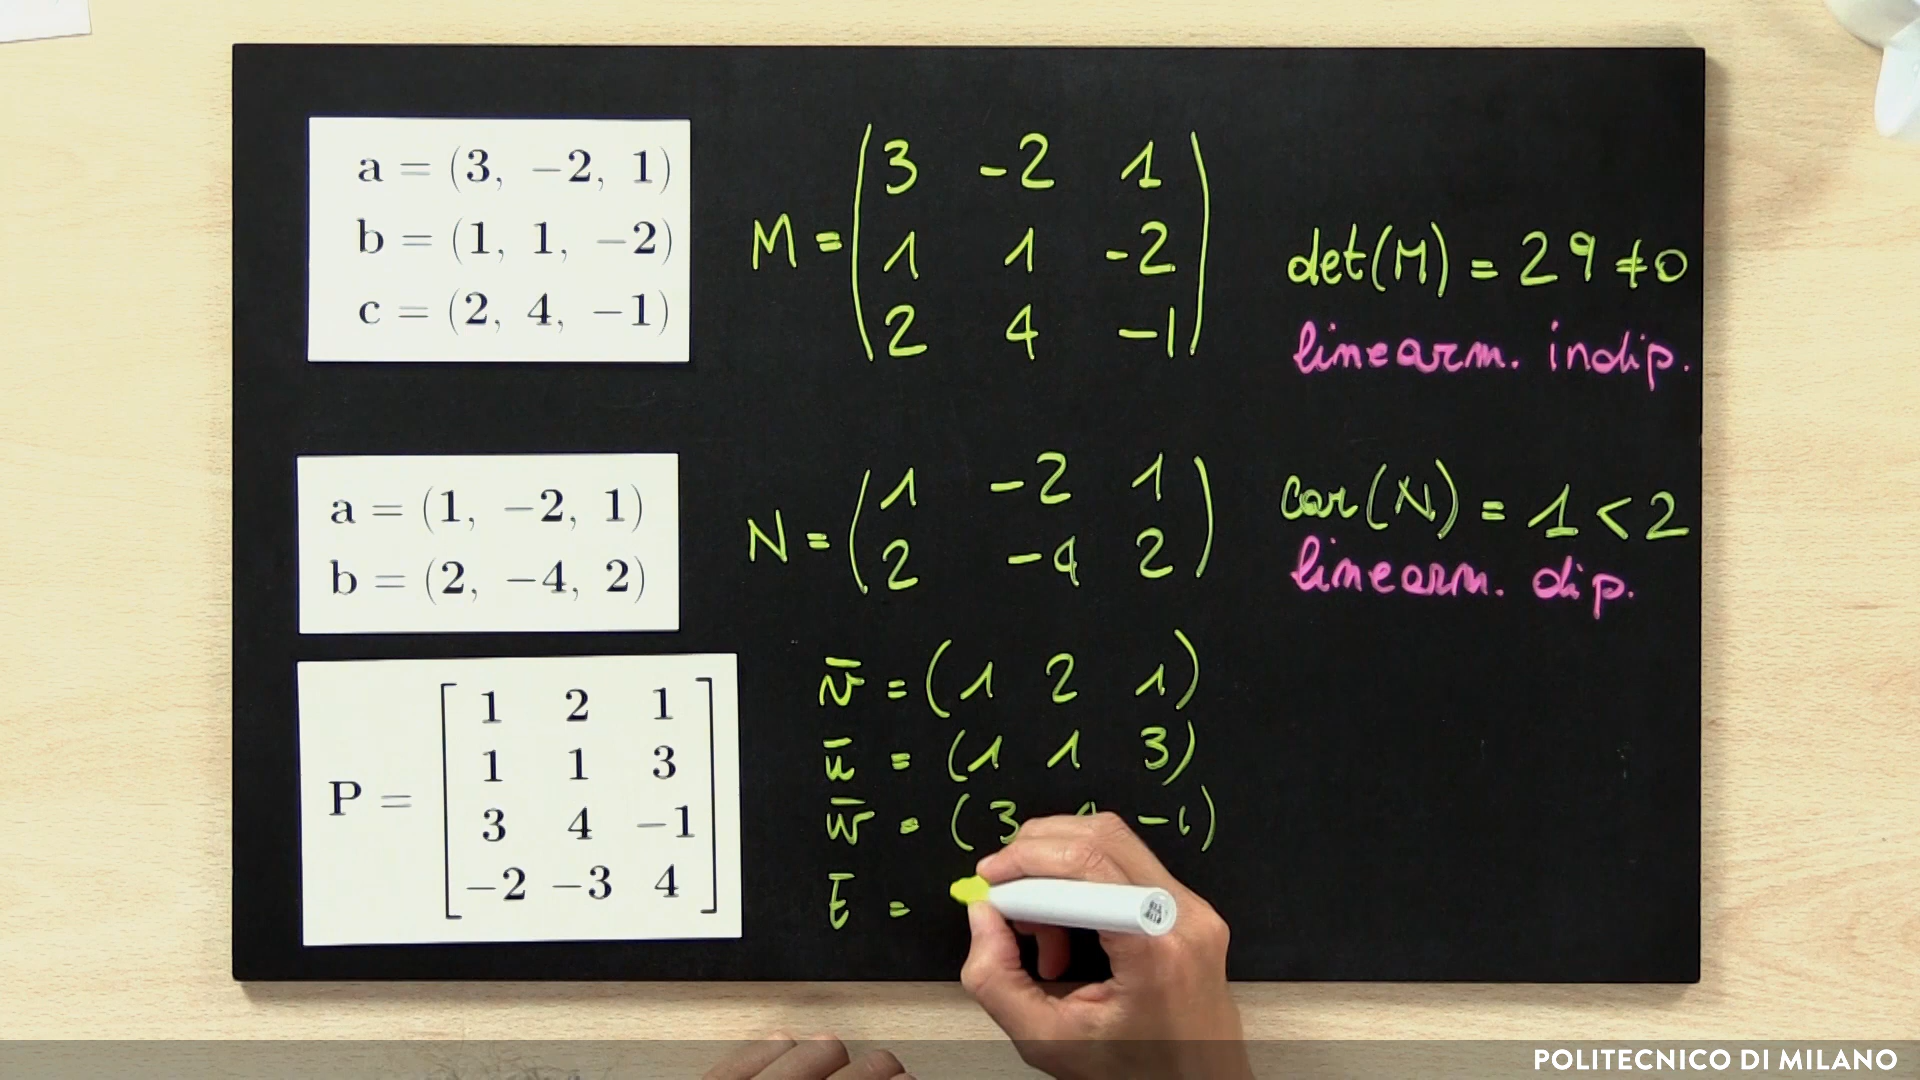 a = (3, −2, 1)
b = (1, 1, −2)
c = (2, 4, −1)
M = (3 -2 1
1 1 -2
2 4 -1)
det(M) = 29 ≠ 0
linearm. indip.
a = (1, −2, 1)
b = (2, −4, 2)
N = (1 -2 1
2 -4 2)
car(N) = 1 < 2
linearm. dip.
P = [1 2 1
1 1 3
3 4 −1
−2 −3 4]
v̄ = (1 2 1)
ū = (1 1 3)
w̄ = (3 -1)
t̄ =
POLITECNICO DI MILANO